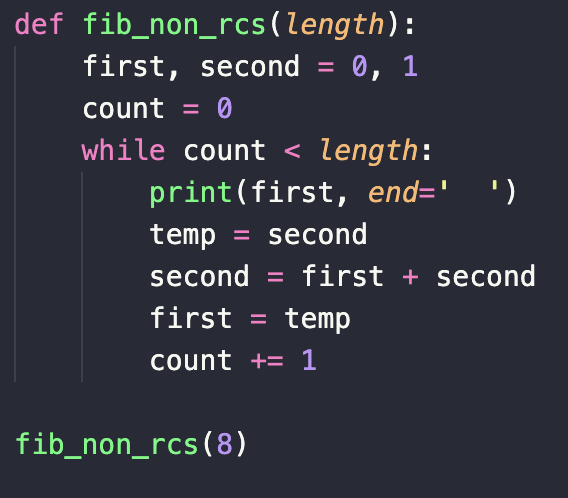 def fib_non_rcs(length):
    first, second = 0, 1
    count = 0
    while count < length:
        print(first, end='  ')
        temp = second
        second = first + second
        first = temp
        count += 1

fib_non_rcs(8)